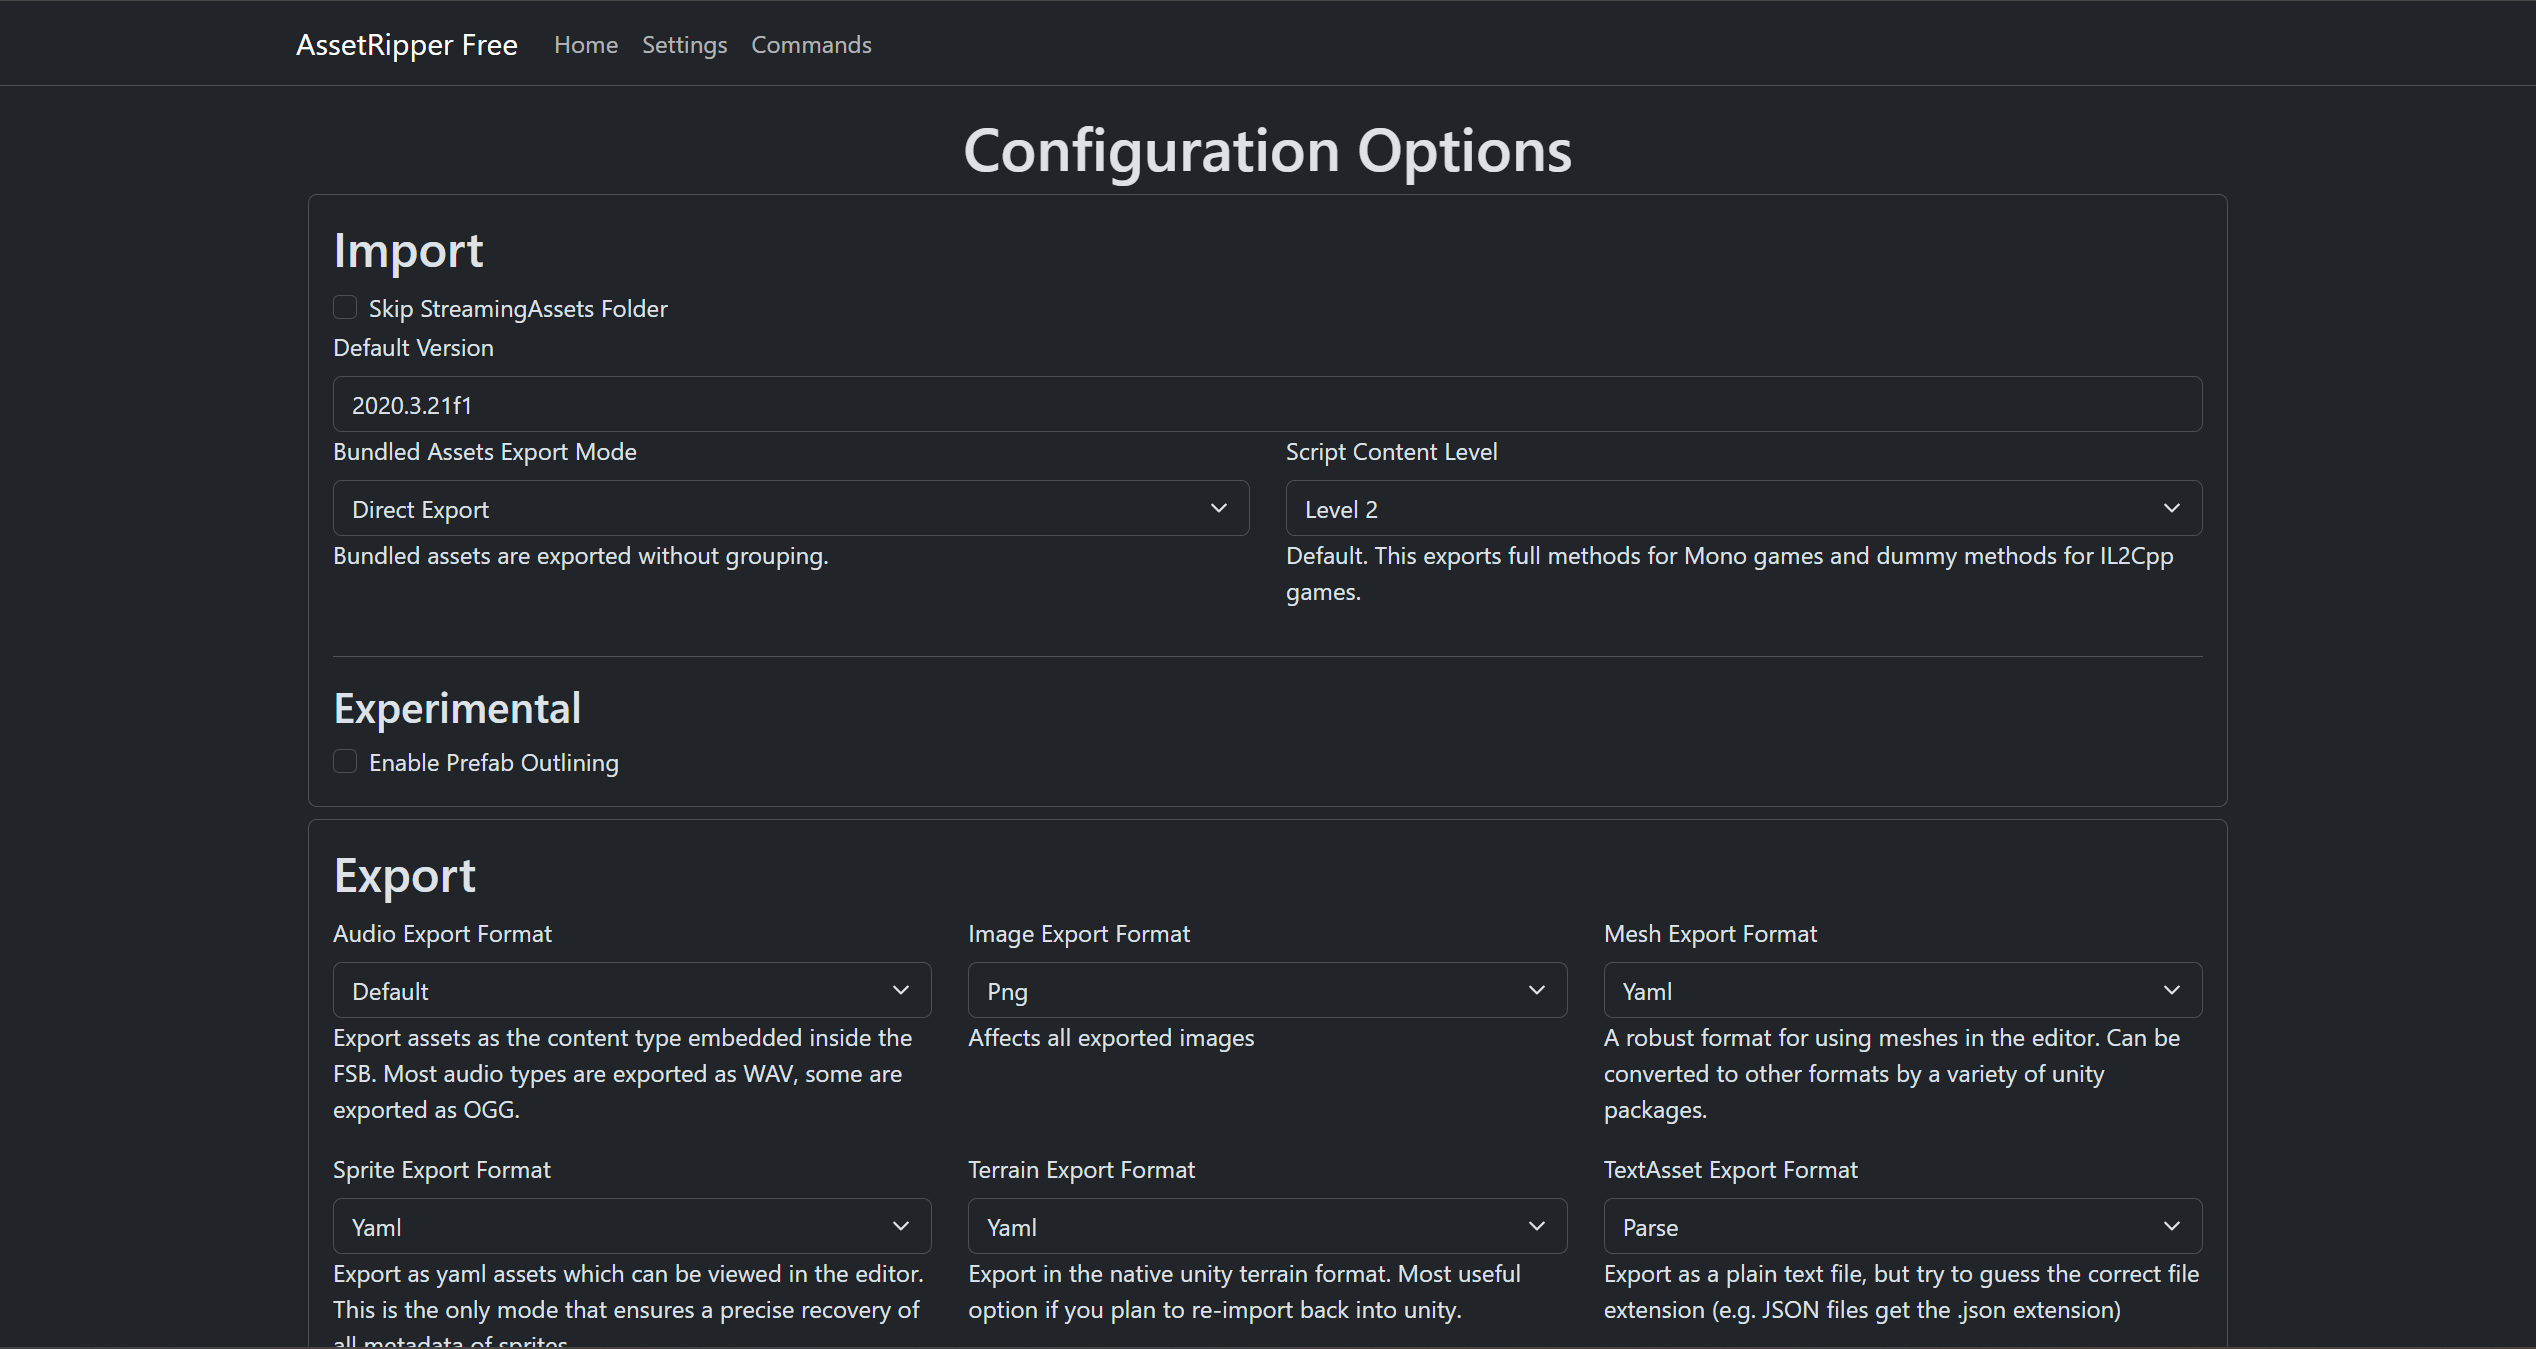 AssetRipper Free Home Settings Commands
Configuration Options
Import
Skip StreamingAssets Folder
Default Version
2020.3.21f1
Bundled Assets Export Mode
Direct Export
Bundled assets are exported without grouping.
Script Content Level
Level 2
Default. This exports full methods for Mono games and dummy methods for IL2Cpp
games.
Experimental
Enable Prefab Outlining
Export
Audio Export Format
Default
Export assets as the content type embedded inside the
FSB. Most audio types are exported as WAV, some are
exported as OGG.
Image Export Format
Png
Affects all exported images
Mesh Export Format
Yaml
A robust format for using meshes in the editor. Can be
converted to other formats by a variety of unity
packages.
Sprite Export Format
Yaml
Export as yaml assets which can be viewed in the editor.
This is the only mode that ensures a precise recovery of
all metadata of sprites.
Terrain Export Format
Yaml
Export in the native unity terrain format. Most useful
option if you plan to re-import back into unity.
TextAsset Export Format
Parse
Export as a plain text file, but try to guess the correct file
extension (e.g. JSON files get the .json extension)